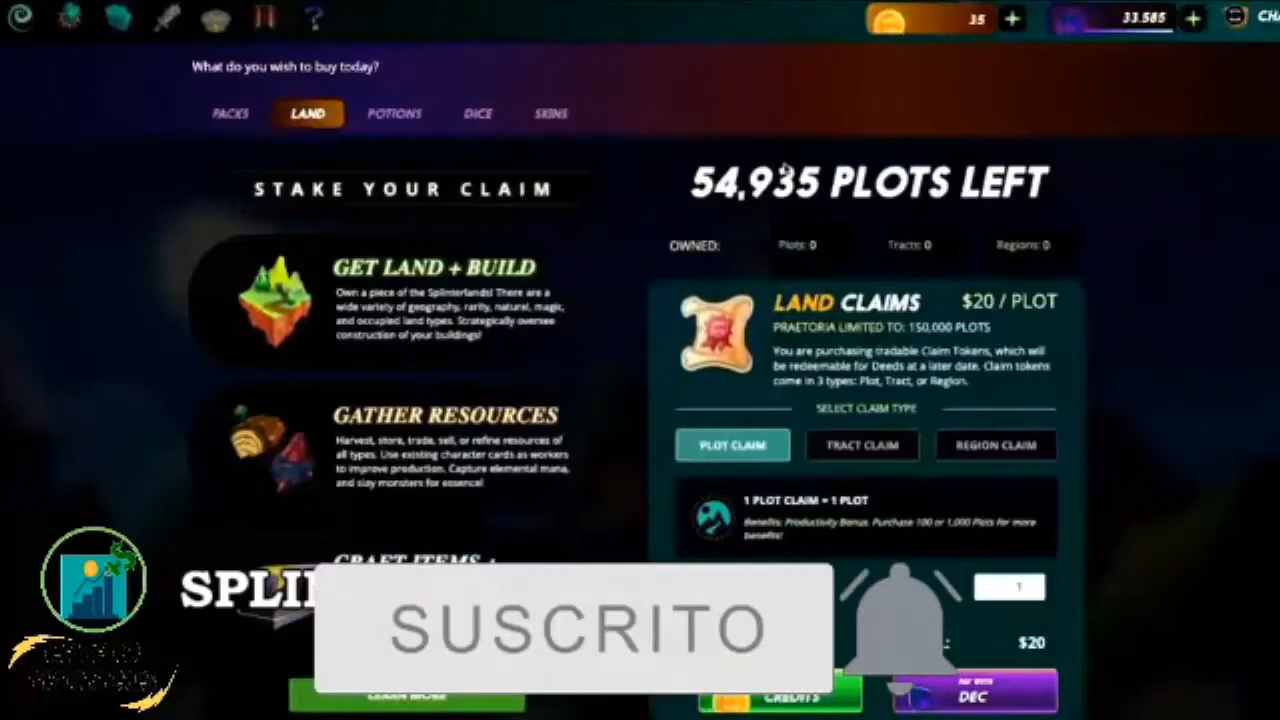 35
33.585
What do you wish to buy today?
PACKS LAND POTIONS DICE SKINS
STAKE YOUR CLAIM
54,935 PLOTS LEFT
OWNED: Plots: 0 Tracts: 0 Regions: 0
GET LAND + BUILD
Own a piece of the Splinterlands! There are a
wide variety of geography, rarity, natural, magic,
and occupied land types. Strategically oversee
construction of your buildings!
LAND CLAIMS $20 / PLOT
PRAETORIA LIMITED TO: 150,000 PLOTS
You are purchasing tradable Claim Tokens, which will
be redeemable for Deeds at a later date. Claim tokens
come in 3 types: Plot, Tract, or Region.
SELECT CLAIM TYPE
PLOT CLAIM TRACT CLAIM REGION CLAIM
GATHER RESOURCES
Harvest, store, trade, sell, or refine resources of
all types. Use existing character cards as workers
to improve production. Capture elemental mana,
and slay monsters for essence!
1 PLOT CLAIM = 1 PLOT
Benefits: Productivity Bonus. Purchase 100 or 1,000 Plots for more
benefits!
CRAFT ITEMS +
1
SPLI
SUSCRITO
$20
LEARN MORE
CREDITS
PAY WITH
DEC